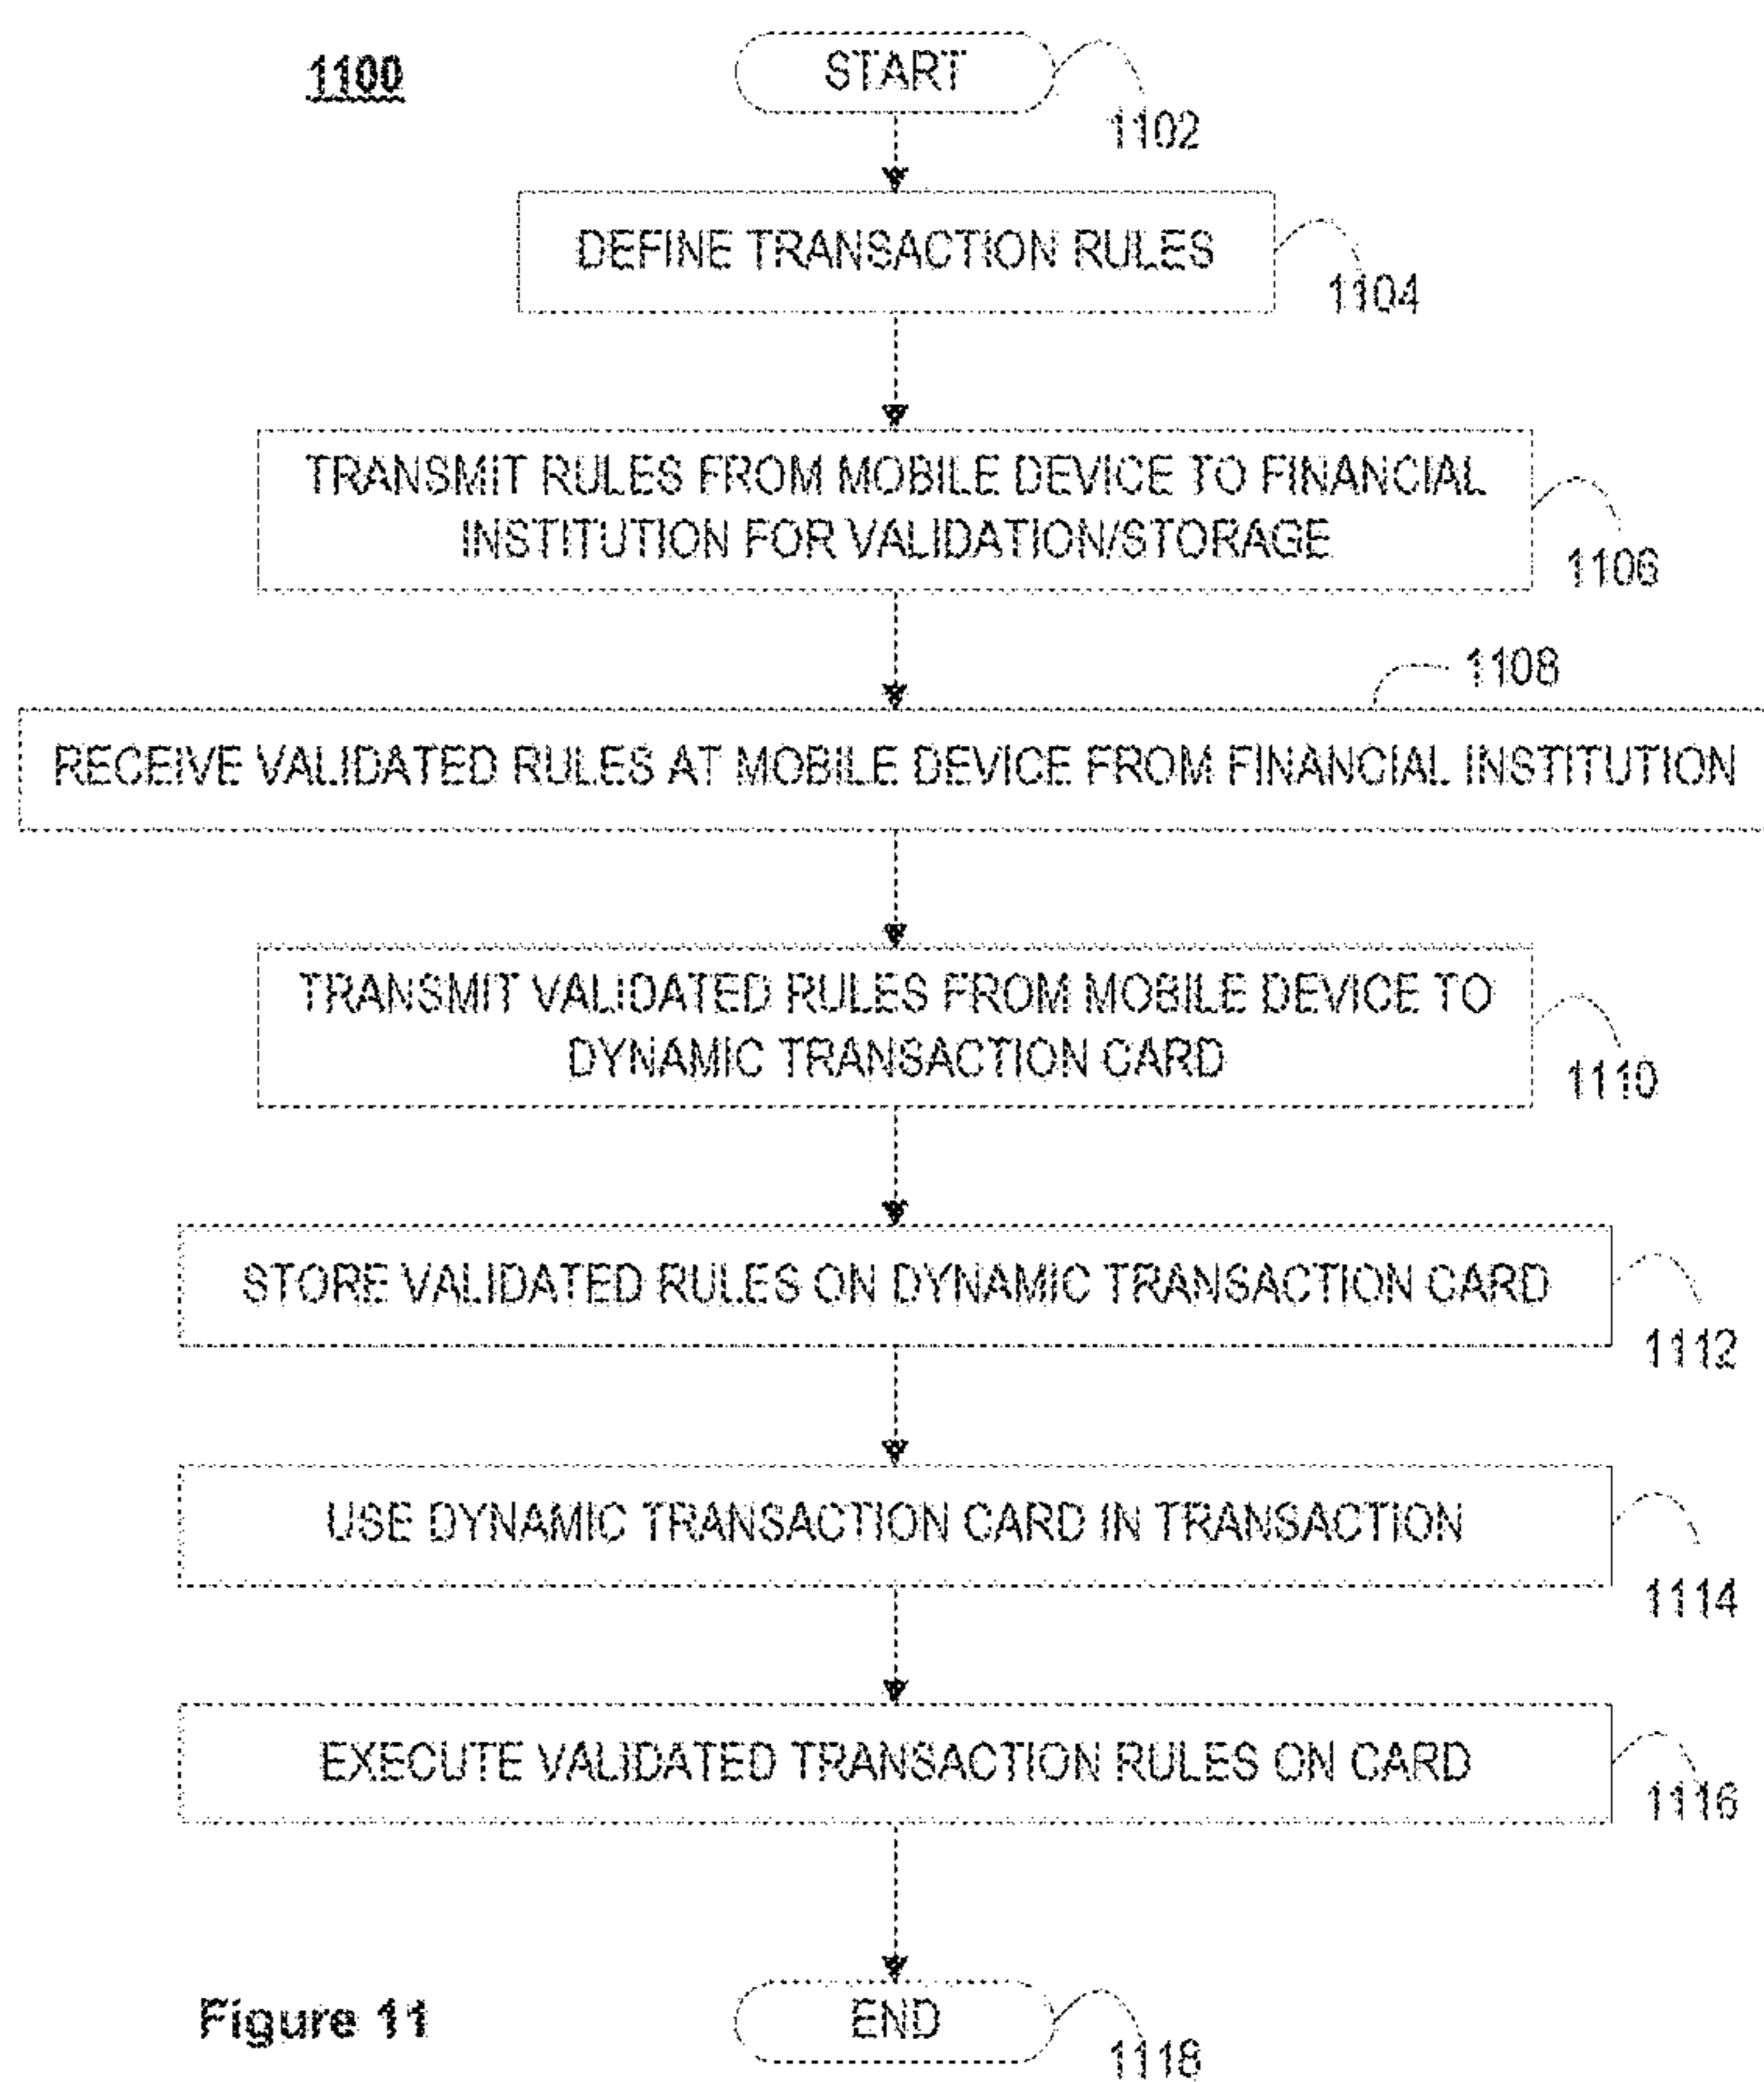 1100
START
1102
DEFINE TRANSACTION RULES
1104
TRANSMIT RULES FROM MOBILE DEVICE TO FINANCIAL
INSTITUTION FOR VALIDATION/STORAGE
1106
1108
RECEIVE VALIDATED RULES AT MOBILE DEVICE FROM FINANCIAL INSTITUTION
TRANSMIT VALIDATED RULES FROM MOBILE DEVICE TO
DYNAMIC TRANSACTION CARD
1110
STORE VALIDATED RULES ON DYNAMIC TRANSACTION CARD
1112
USE DYNAMIC TRANSACTION CARD IN TRANSACTION
1114
EXECUTE VALIDATED TRANSACTION RULES ON CARD
1116
Figure 11
END
1118